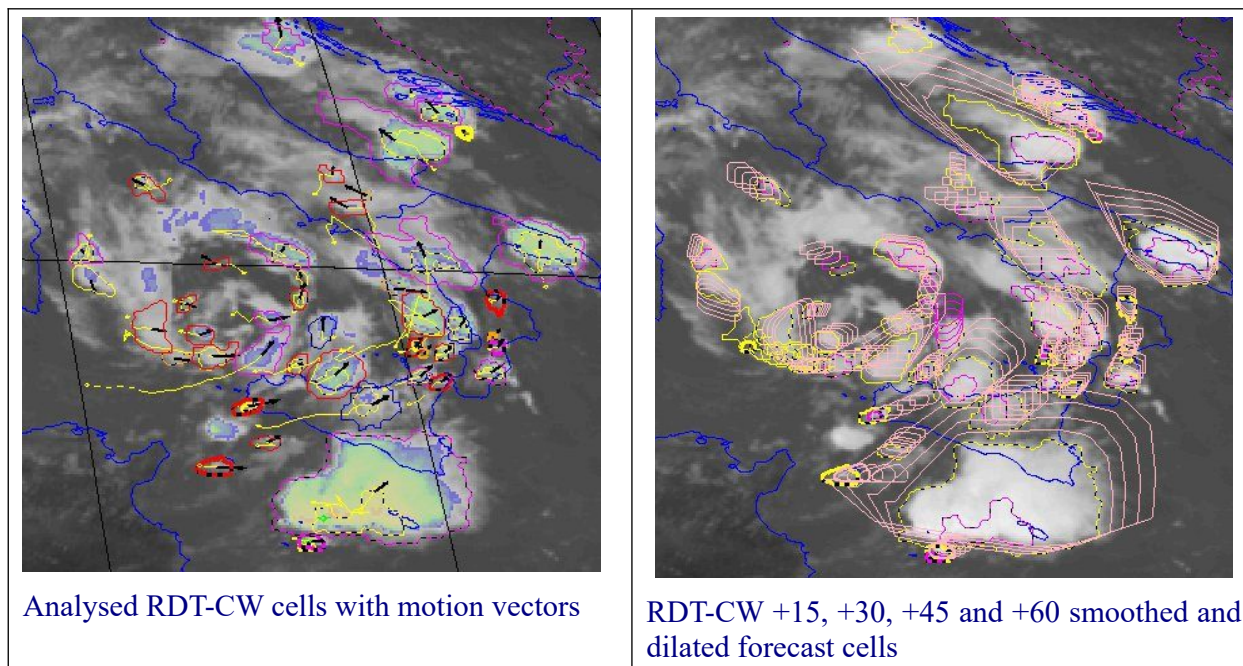 Analysed RDT-CW cells with motion vectors
RDT-CW +15, +30, +45 and +60 smoothed and
dilated forecast cells